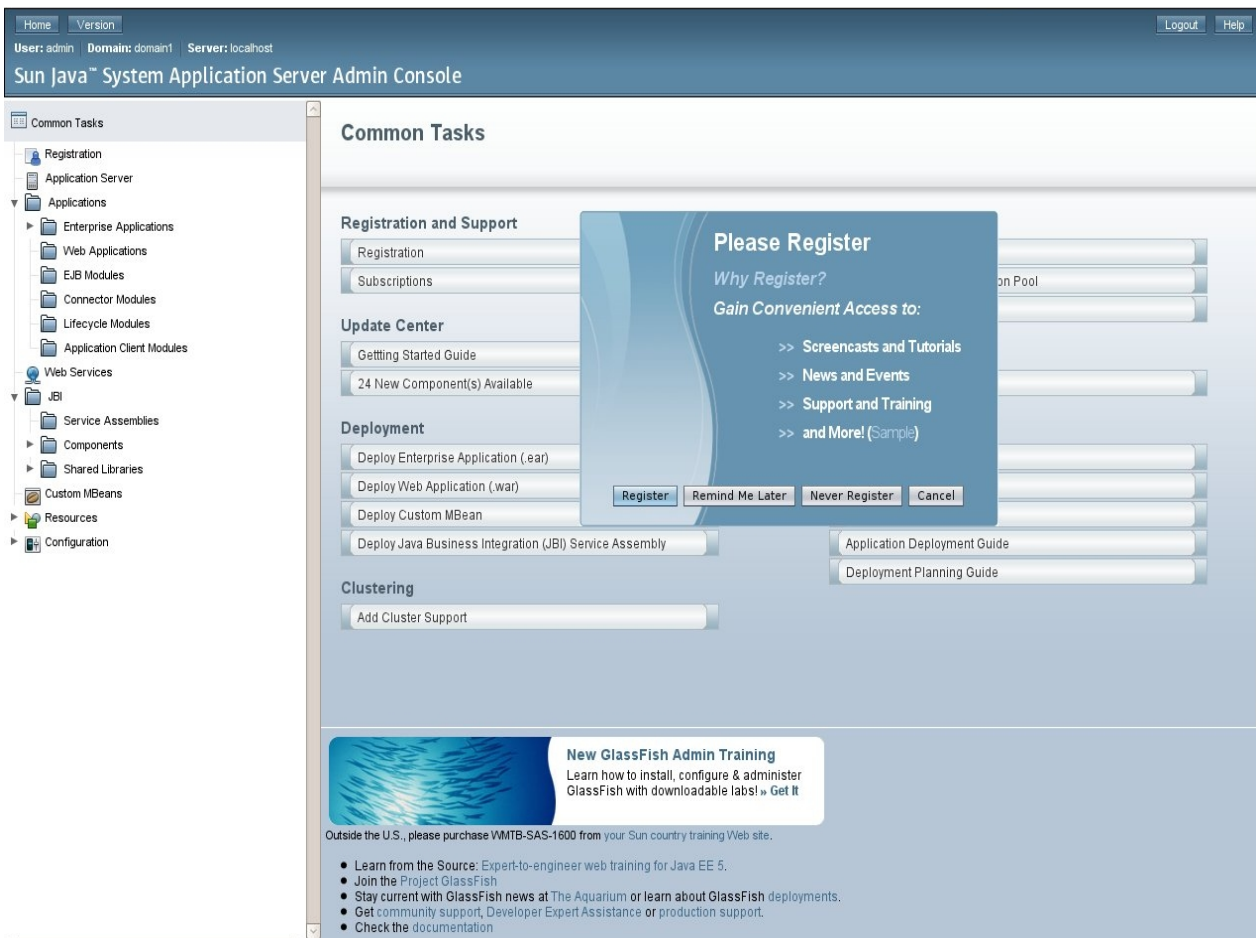 Home Version Logout Help
User: admin Domain: domain1 Server: localhost
Sun Java™ System Application Server Admin Console
Common Tasks
Registration
Application Server
Applications
Enterprise Applications
Web Applications
EJB Modules
Connector Modules
Lifecycle Modules
Application Client Modules
Web Services
JBI
Service Assemblies
Components
Shared Libraries
Custom MBeans
Resources
Configuration
Common Tasks
Registration and Support
Registration
Subscriptions
Update Center
Gettting Started Guide
24 New Component(s) Available
Deployment
Deploy Enterprise Application (.ear)
Deploy Web Application (.war)
Deploy Custom MBean
Deploy Java Business Integration (JBI) Service Assembly
Clustering
Add Cluster Support
Please Register
Why Register?
Gain Convenient Access to:
>> Screencasts and Tutorials
>> News and Events
>> Support and Training
>> and More! (Sample)
Register Remind Me Later Never Register Cancel
Pool
Application Deployment Guide
Deployment Planning Guide
New GlassFish Admin Training
Learn how to install, configure & administer
GlassFish with downloadable labs! » Get It
Outside the U.S., please purchase WMTB-SAS-1600 from your Sun country training Web site.
Learn from the Source: Expert-to-engineer web training for Java EE 5.
Join the Project GlassFish
Stay current with GlassFish news at The Aquarium or learn about GlassFish deployments.
Get community support, Developer Expert Assistance or production support.
Check the documentation